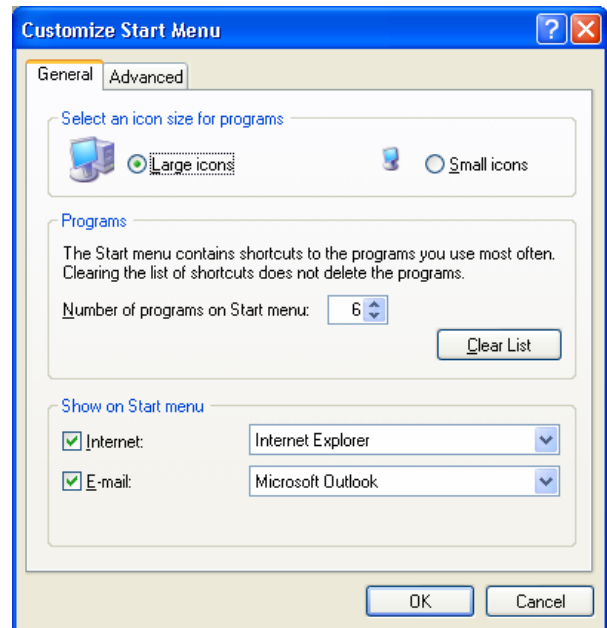 Customize Start Menu
General Advanced
Select an icon size for programs
Large icons Small icons
Programs
The Start menu contains shortcuts to the programs you use most often.
Clearing the list of shortcuts does not delete the programs.
Number of programs on Start menu: 6
Clear List
Show on Start menu
Internet: Internet Explorer
E-mail: Microsoft Outlook
OK Cancel